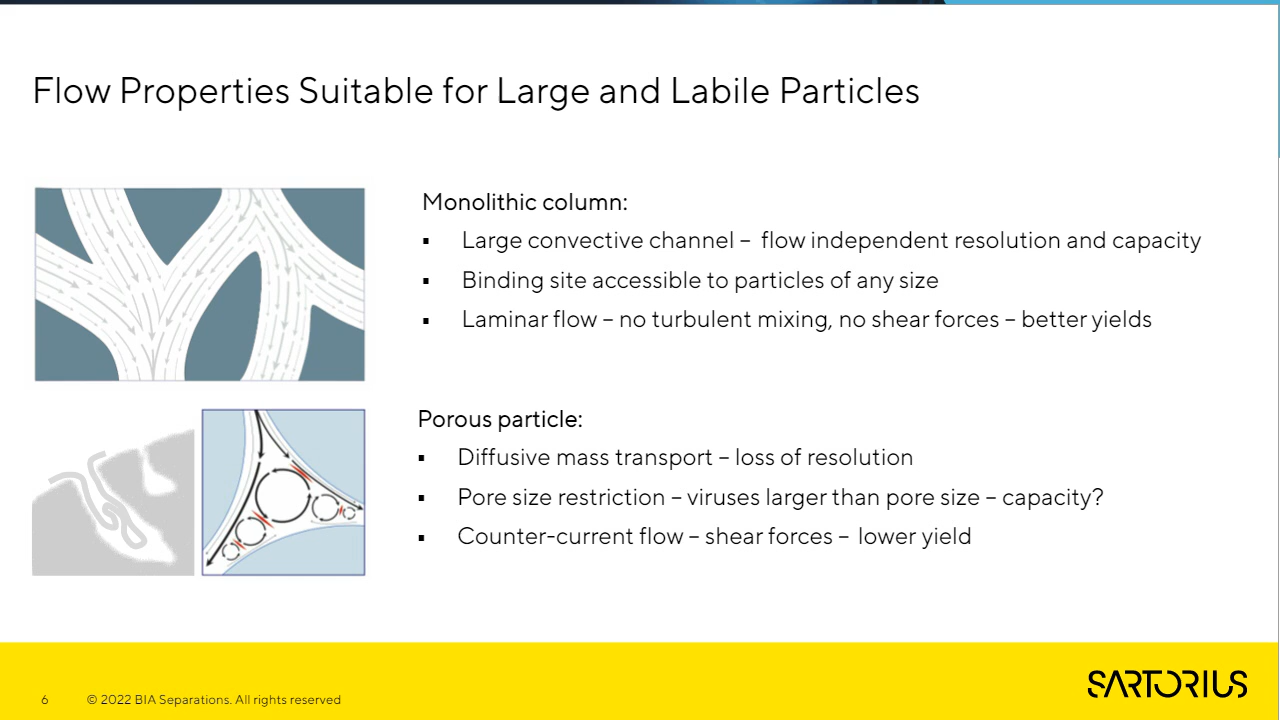 Flow Properties Suitable for Large and Labile Particles
Monolithic column:
▪ Large convective channel – flow independent resolution and capacity
▪ Binding site accessible to particles of any size
▪ Laminar flow – no turbulent mixing, no shear forces – better yields
Porous particle:
▪ Diffusive mass transport – loss of resolution
▪ Pore size restriction – viruses larger than pore size – capacity?
▪ Counter-current flow – shear forces – lower yield
6 © 2022 BIA Separations. All rights reserved
SARTORIUS